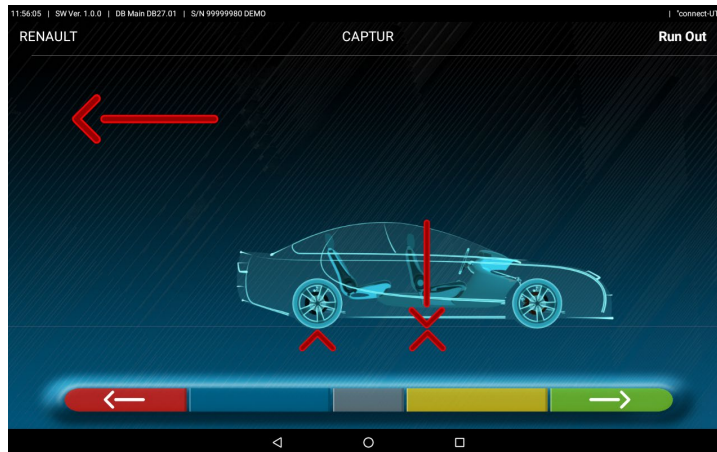 11:56:05 | SW Ver. 1.0.0 | DB Main DB27.01 | S/N 99999980 DEMO | "connect-UT
RENAULT CAPTUR Run Out